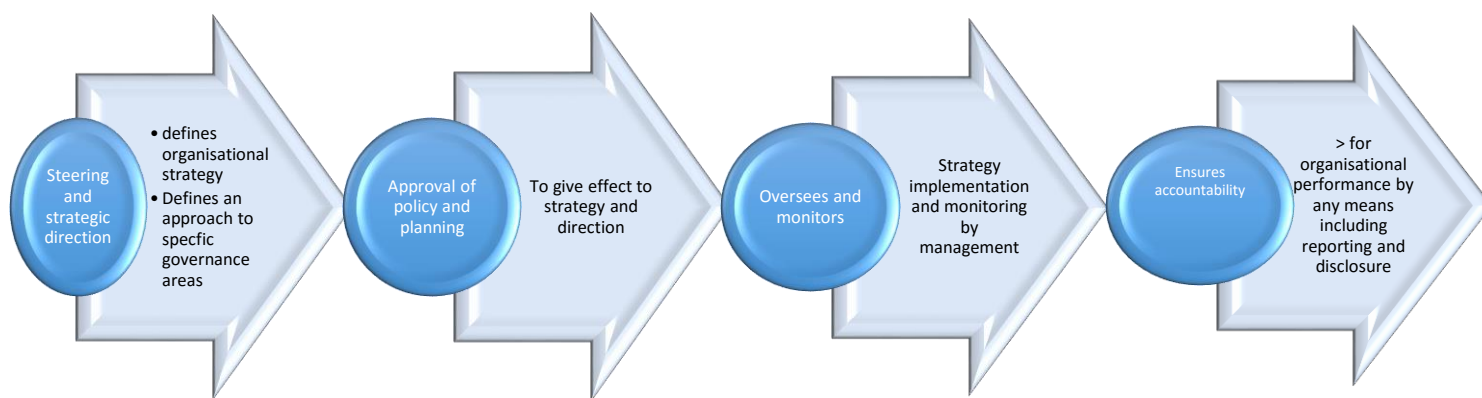 Steering
and
strategic
direction
• defines
organisational
strategy
• Defines an
approach to
specfic
governance
areas
Approval of
policy and
planning
To give effect to
strategy and
direction
Oversees and
monitors
Strategy
implementation
and monitoring
by
management
Ensures
accountability
> for
organisational
performance by
any means
including
reporting and
disclosure